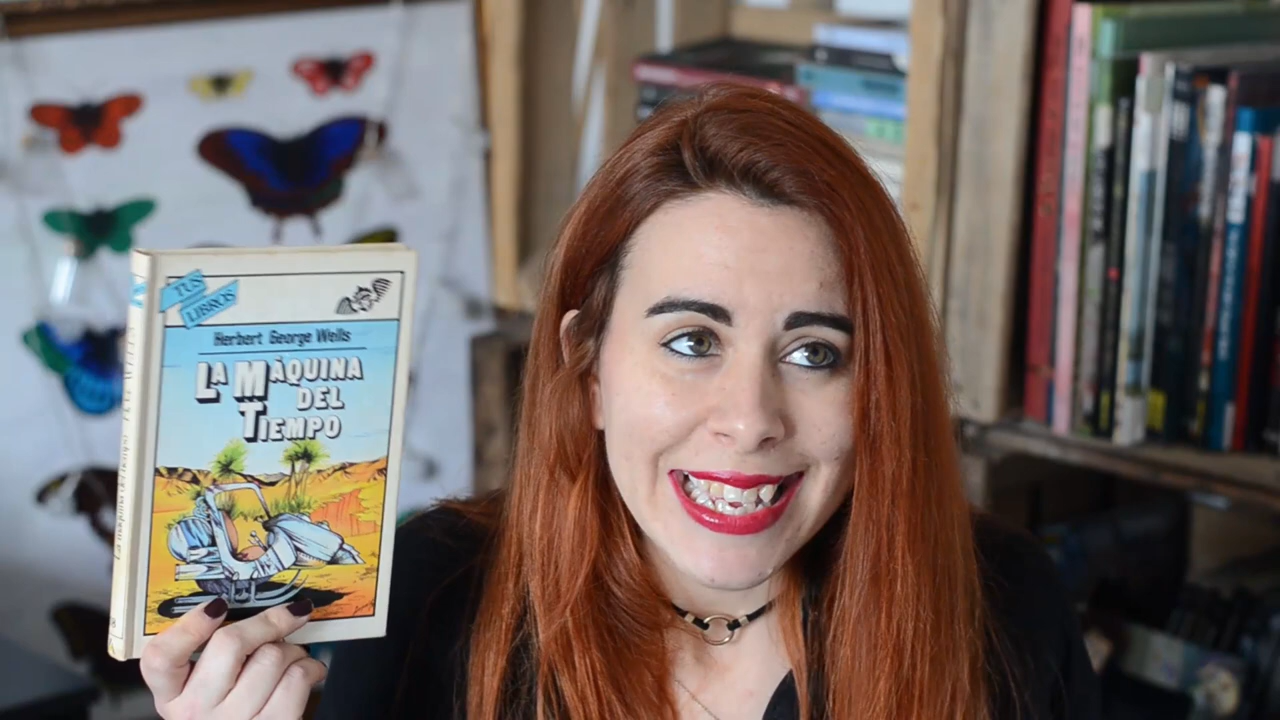 TUS
LIBROS
Herbert George Wells
LA MÁQUINA
DEL
TIEMPO